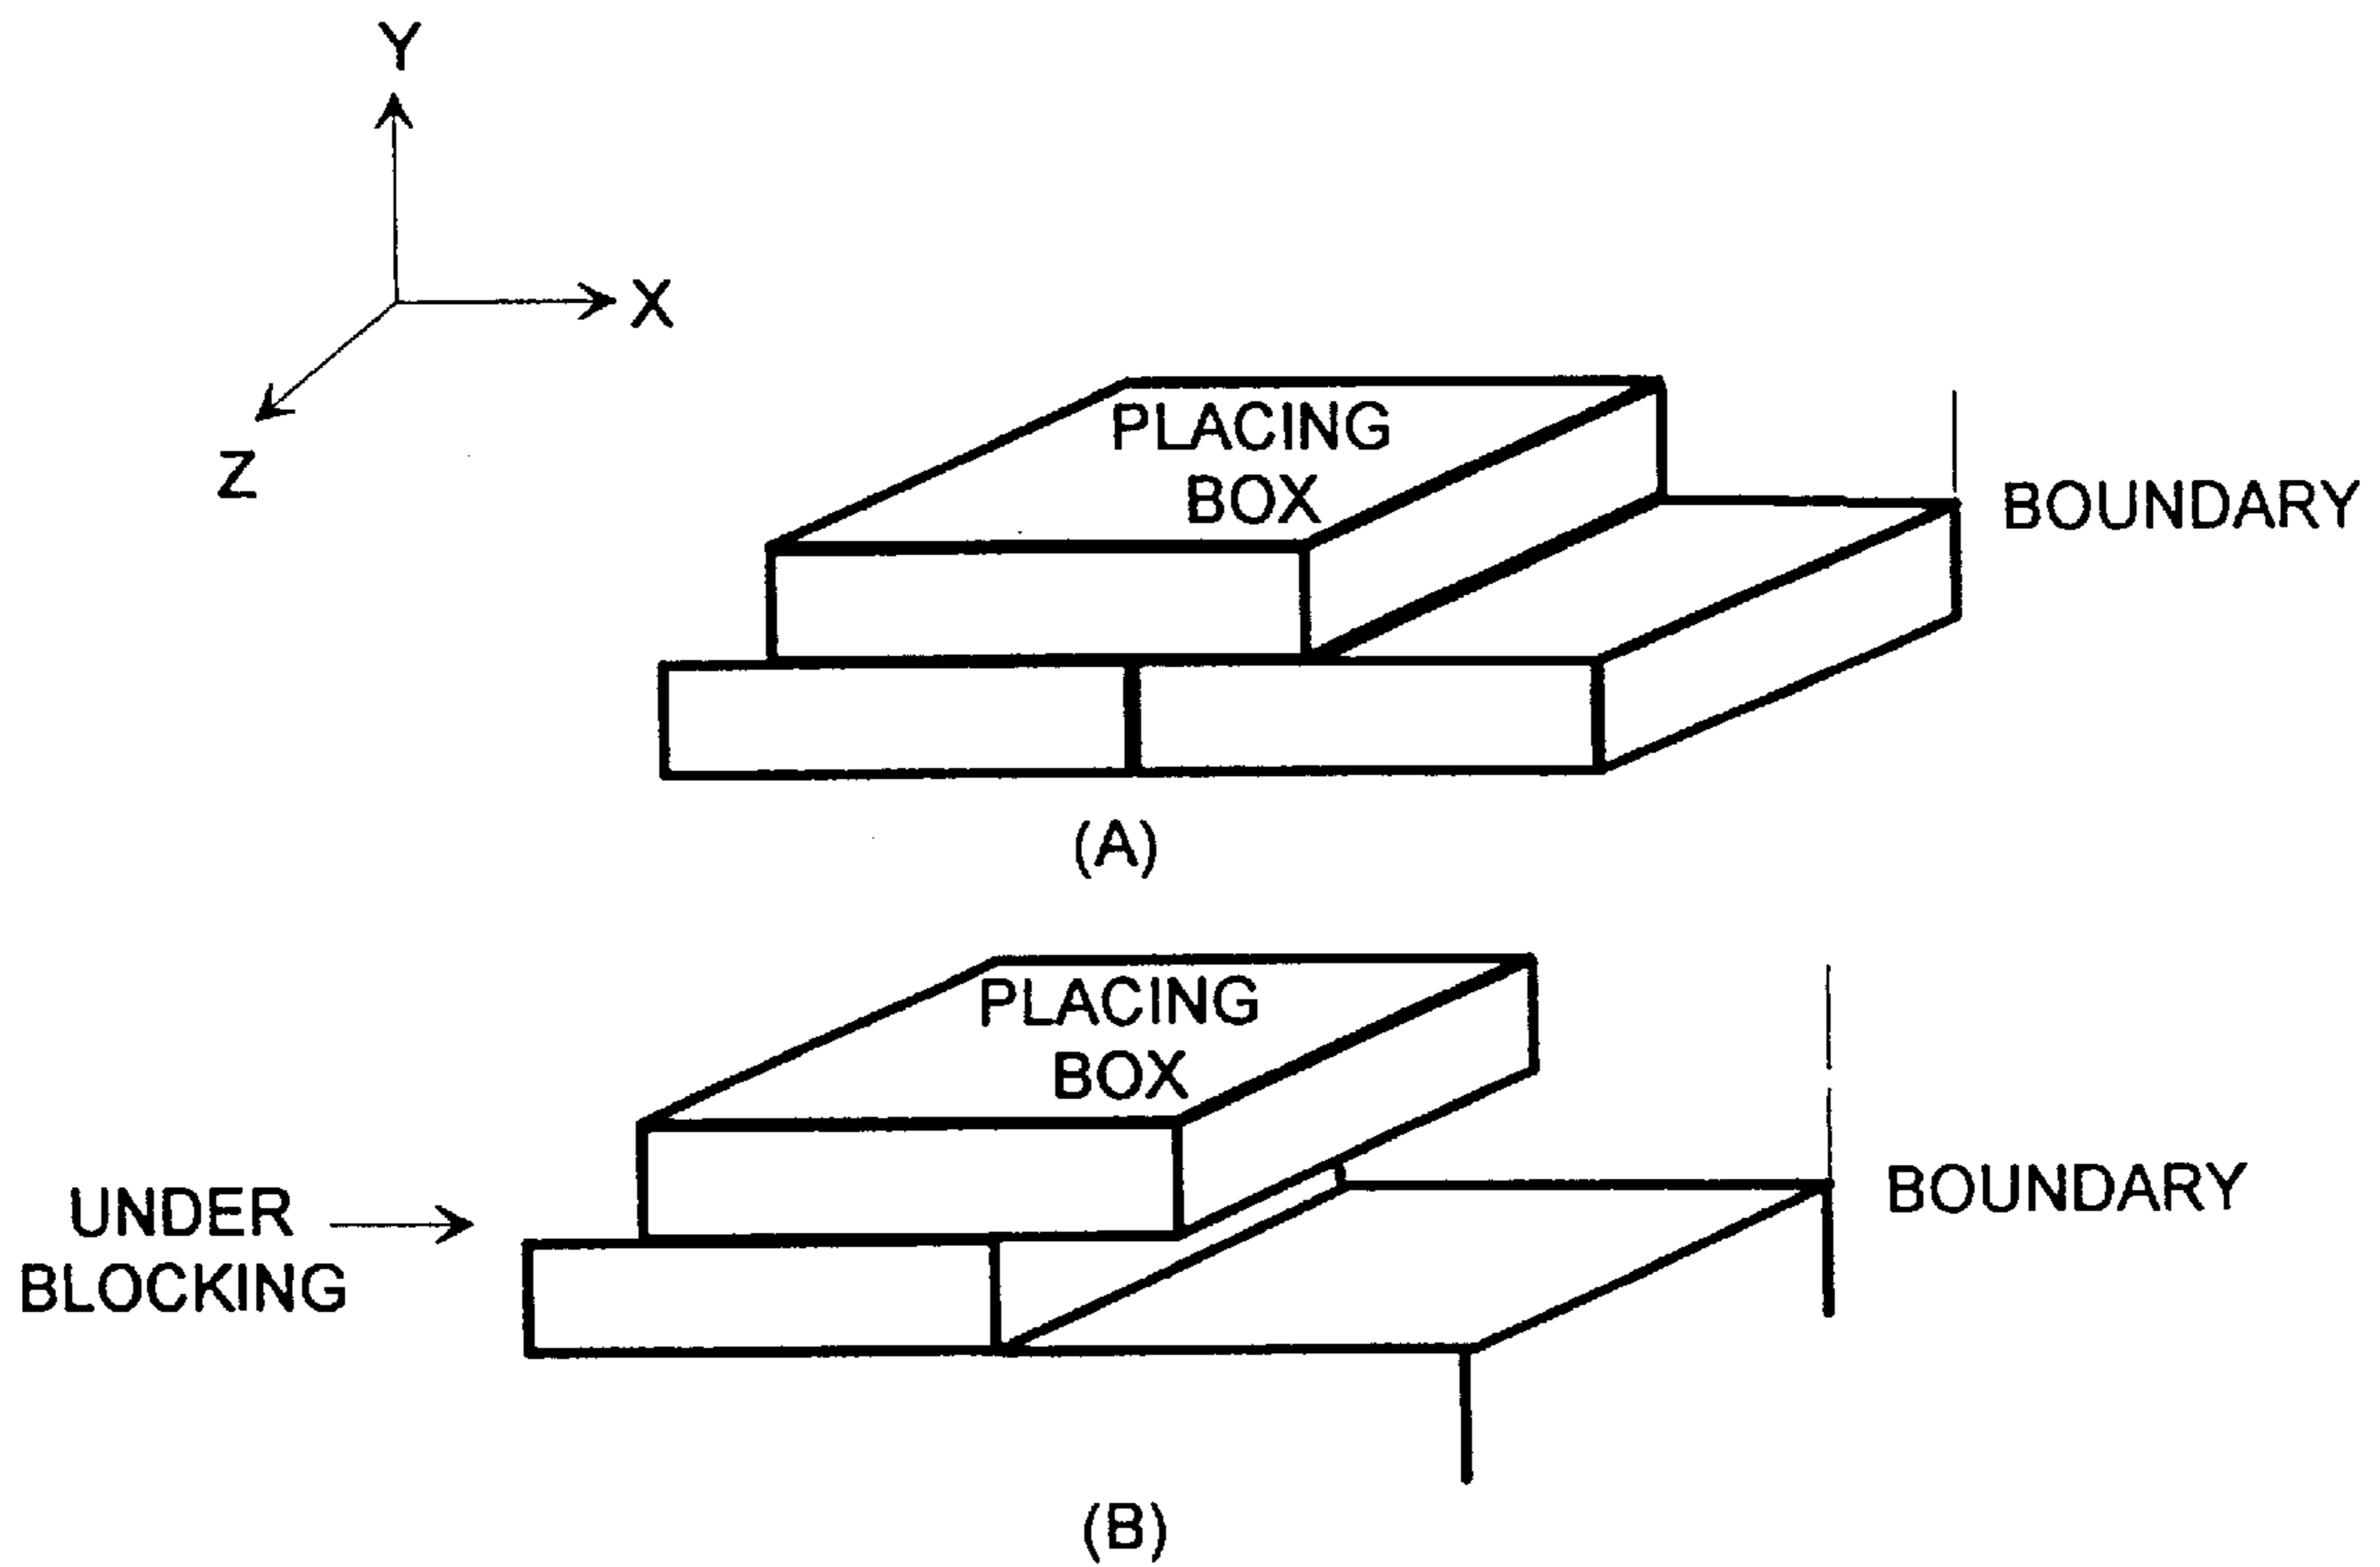 Y
X
Z
PLACING
BOX
BOUNDARY
(A)
PLACING
BOX
UNDER
BLOCKING
BOUNDARY
(B)